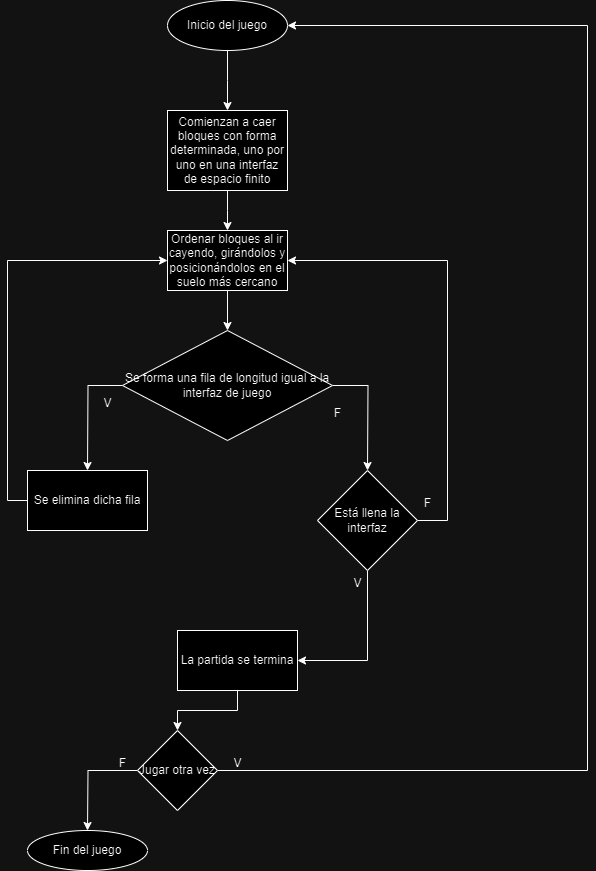 Inicio del juego
Comienzan a caer
bloques con forma
determinada, uno por
uno en una interfaz
de espacio finito
Ordenar bloques al ir
cayendo, girándolos y
posicionándolos en el
suelo más cercano
Se forma una fila de longitud igual a la
interfaz de juego
V
F
Se elimina dicha fila
Está llena la
interfaz
F
V
La partida se termina
Jugar otra vez
F
V
Fin del juego